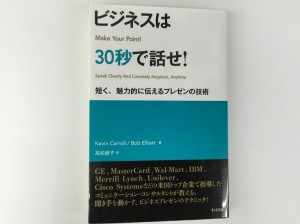 ビジネスは
Make Your Point!
30秒で話せ！
Speak Clearly And Concisely Anyplace, Anytime
短く、魅力的に伝えるプレゼンの技術
Kevin Carroll / Bob Elliott 著
高松綾子 訳
GE , MasterCard , Wal-Mart , IBM ,
Merrill Lynch , Unilever ,
Cisco Systemsなどの米国トップ企業で活躍した
コミュニケーション・コンサルタントが教える、
聞き手を動かす、ビジネスプレゼンのテクニック!